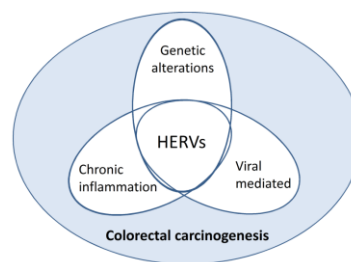 Genetic
alterations
HERVs
Chronic
inflammation
Viral
mediated
Colorectal carcinogenesis